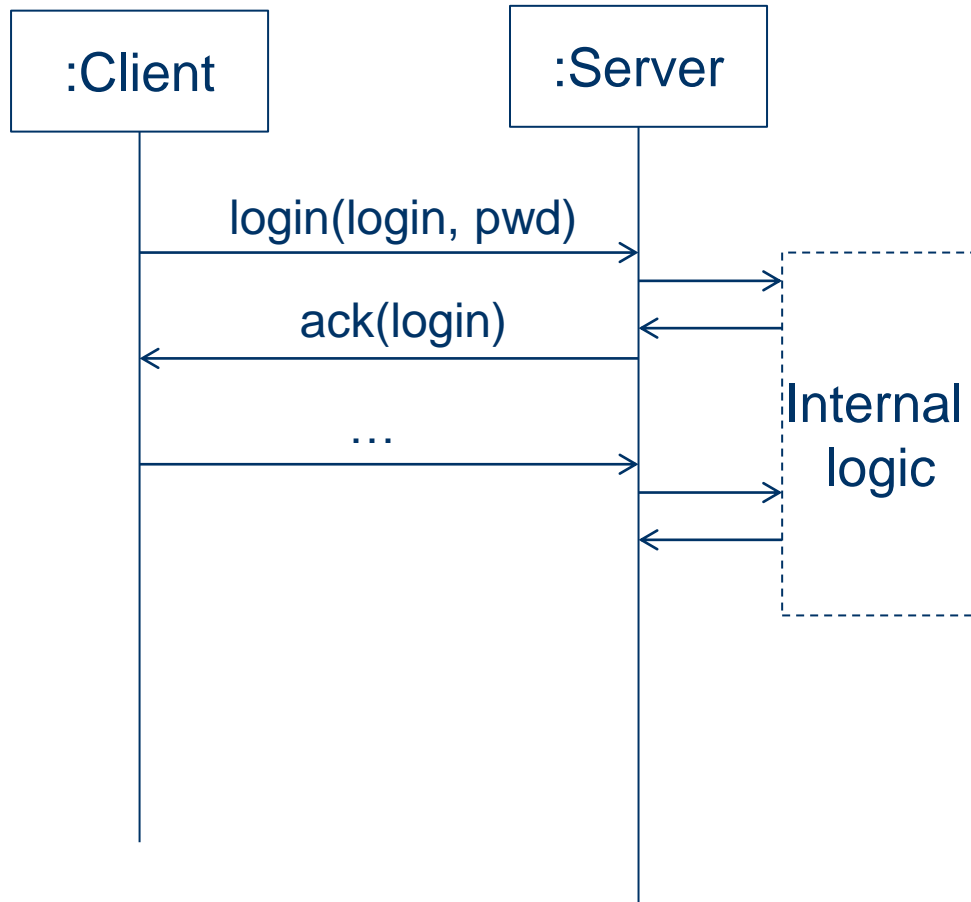 :Client
:Server
login(login, pwd)
ack(login)
…
Internal
logic